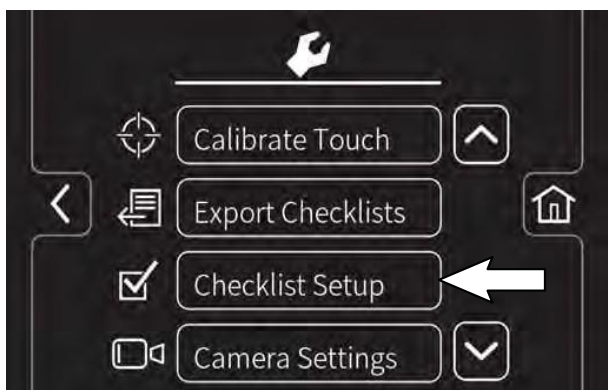 Calibrate Touch
Export Checklists
Checklist Setup
Camera Settings